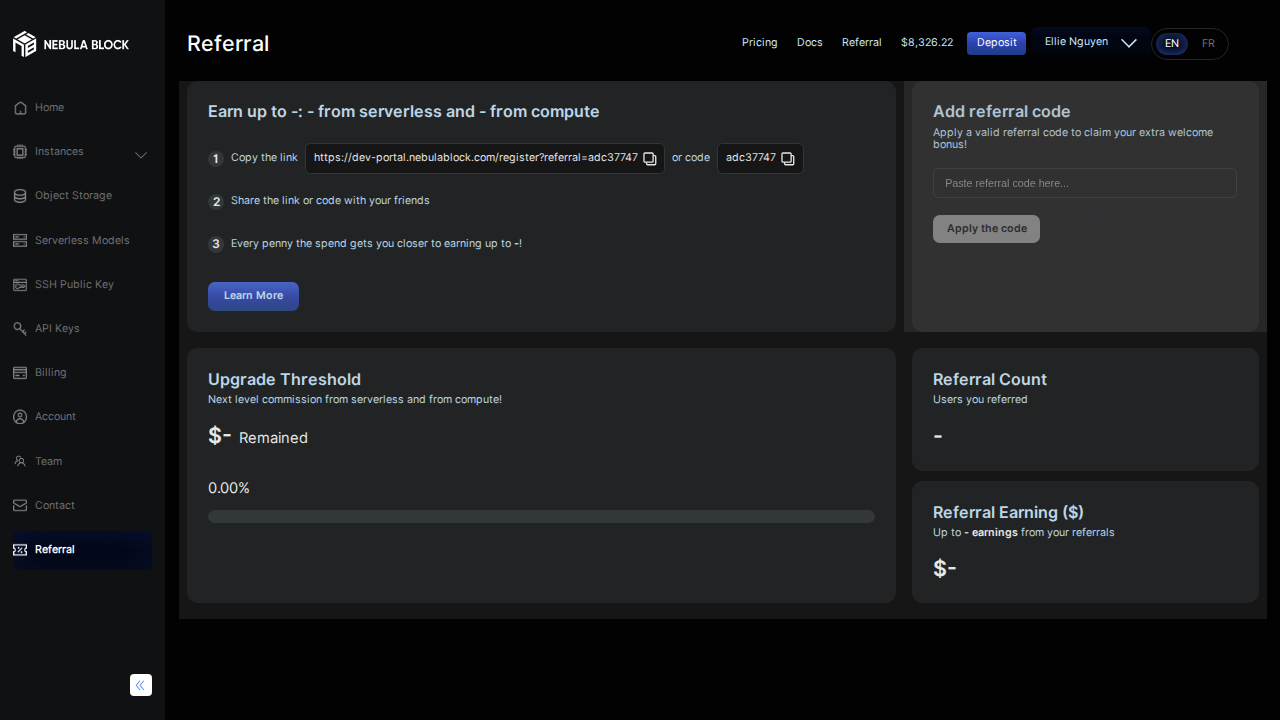 NEBULA BLOCK
Referral
Pricing
Docs
Referral
$8,326.22
Deposit
Ellie Nguyen
EN
FR
Home
Instances
Object Storage
Serverless Models
SSH Public Key
API Keys
Billing
Account
Team
Contact
Referral
Earn up to -: - from serverless and - from compute
1 Copy the link https://dev-portal.nebulablock.com/register?referral=adc37747 or code adc37747
2 Share the link or code with your friends
3 Every penny the spend gets you closer to earning up to -!
Learn More
Add referral code
Apply a valid referral code to claim your extra welcome
bonus!
Paste referral code here...
Apply the code
Upgrade Threshold
Next level commission from serverless and from compute!
$- Remained
0.00%
Referral Count
Users you referred
-
Referral Earning ($)
Up to - earnings from your referrals
$-